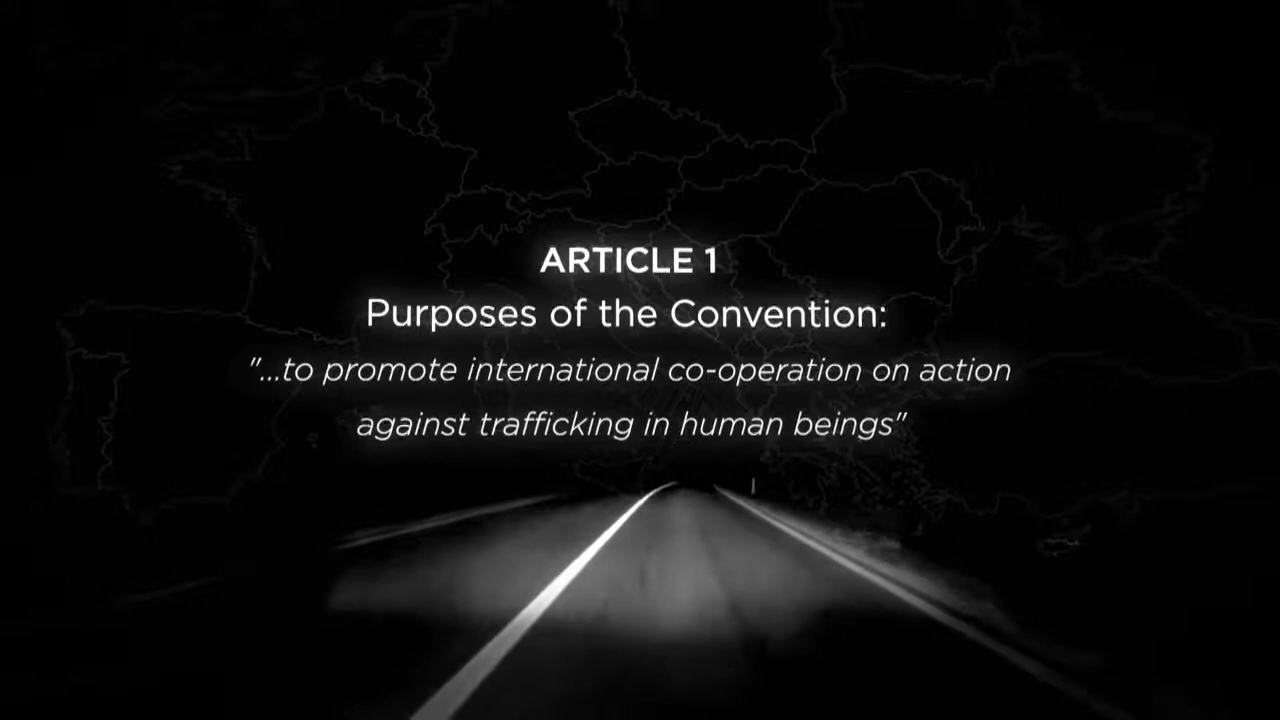 ARTICLE 1
Purposes of the Convention:
"...to promote international co-operation on action
against trafficking in human beings"